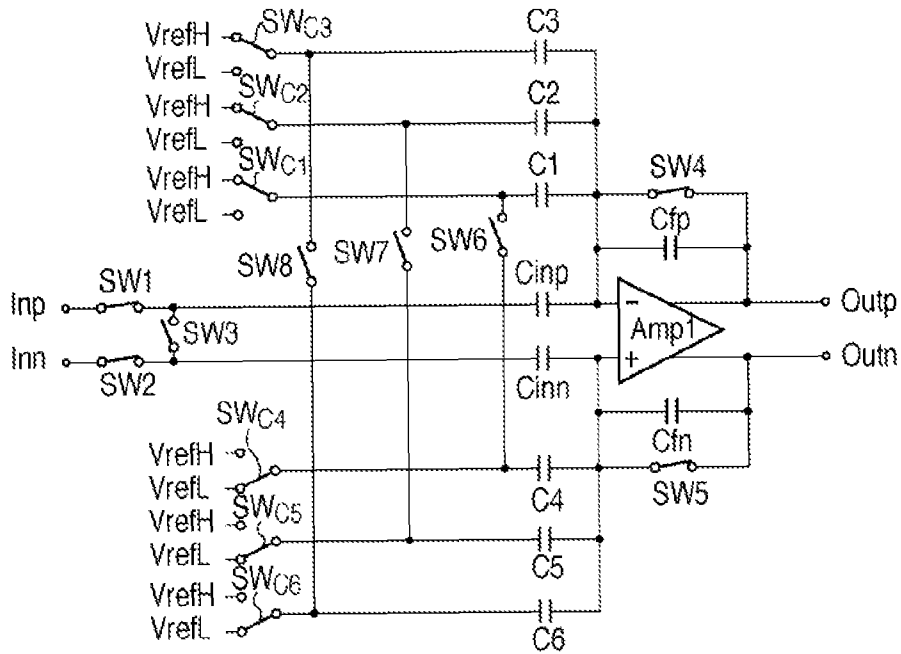 VrefH SWC3 C3
VrefL
VrefH SWC2 C2
VrefL
VrefH SWC1 C1 SW4
VrefL
Cfp
SW8 SW7 SW6
SW1 Cinp
Inp − Outp
SW3 Amp1
Inn + Outn
SW2 Cinn
SWC4 Cfn
VrefH
VrefL C4 SW5
VrefH SWC5
VrefL C5
VrefH SWC6
VrefL C6